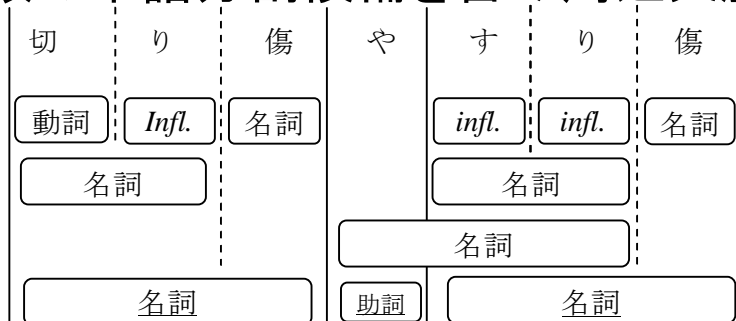 切 り 傷 や す り 傷
動詞 Infl. 名詞 infl. infl. 名詞
名詞 名詞
名詞
名詞 助詞 名詞